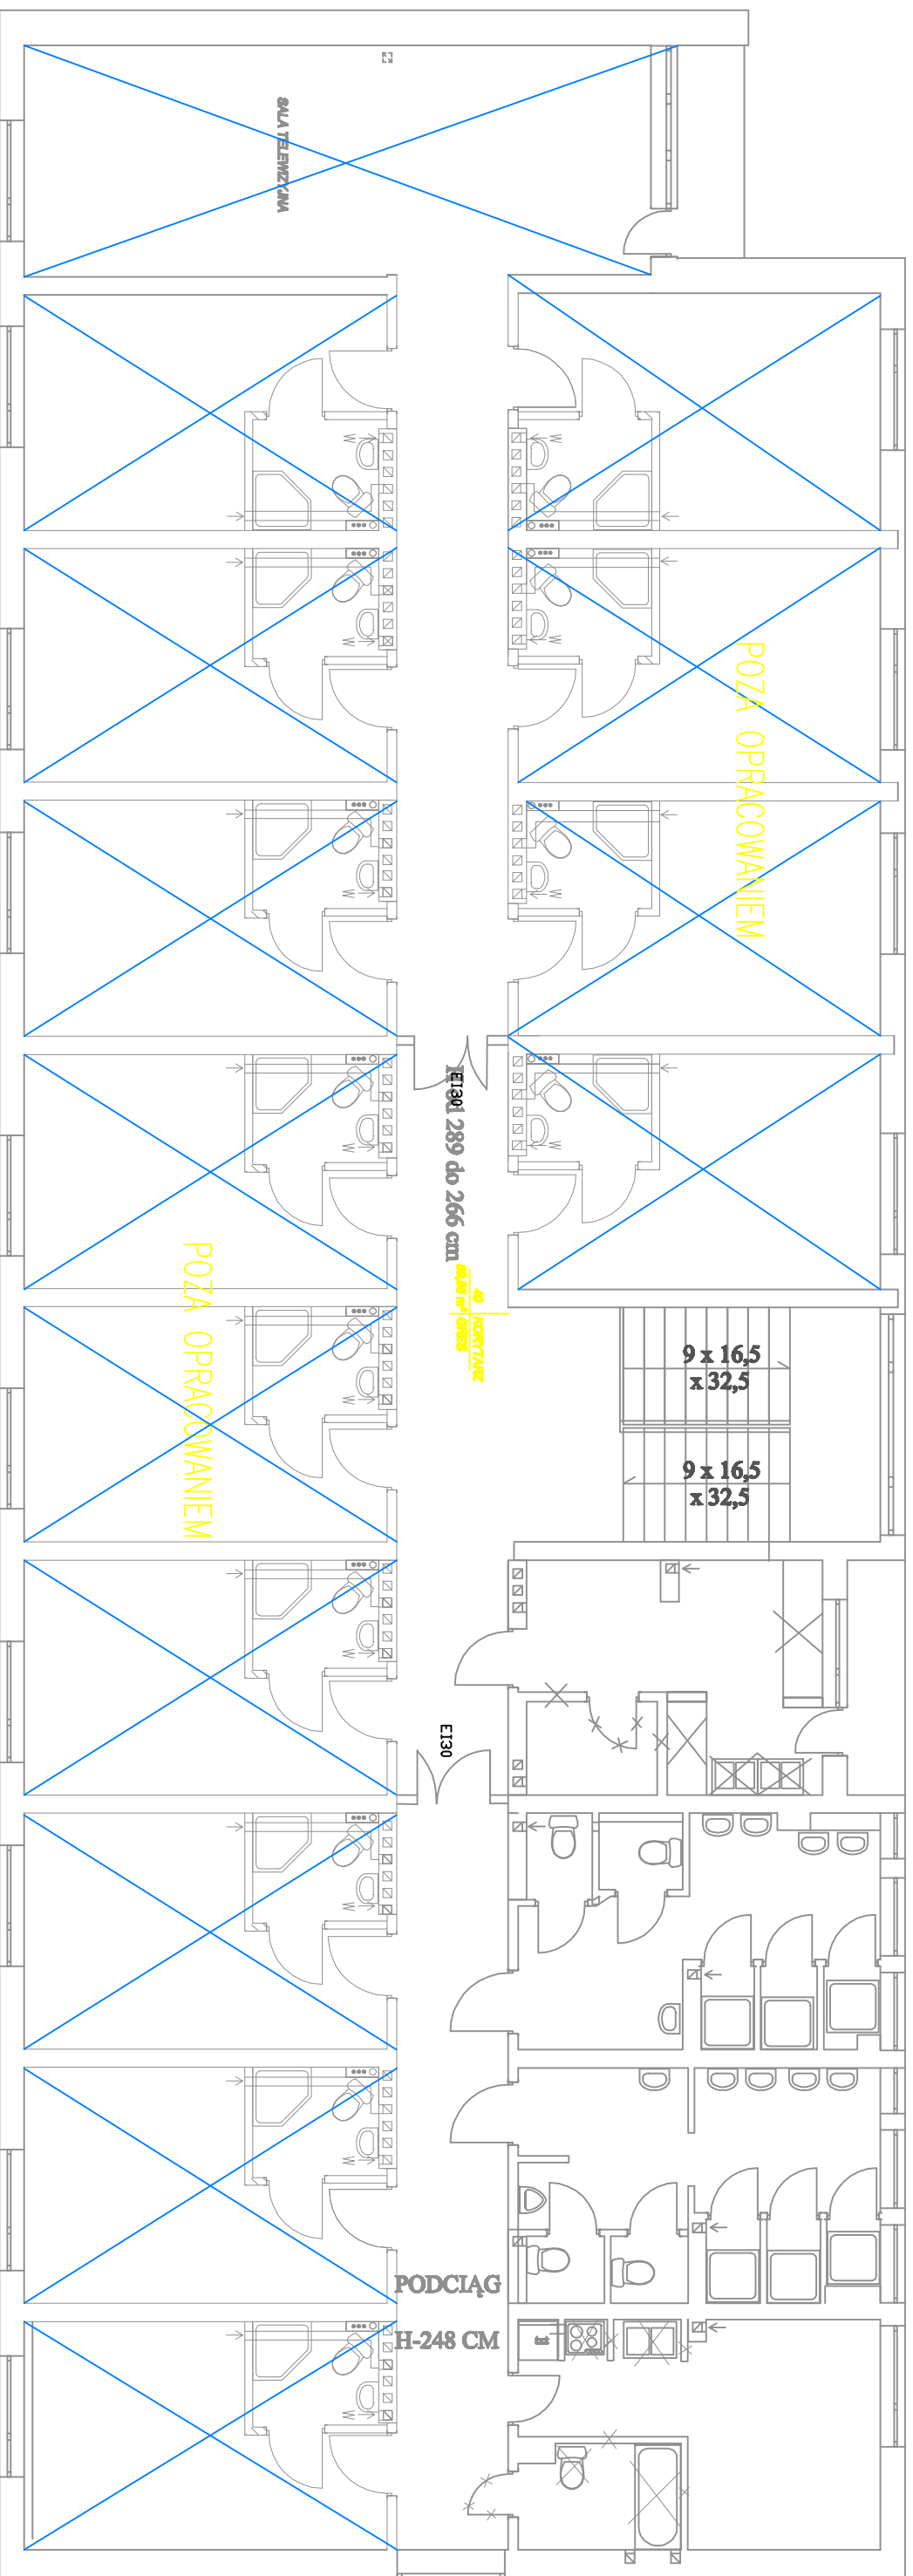 SALA TELEWIZYJNA
POZA OPRACOWANIEM
EI30
289 do 266 cm
40 KORYTARZ
POZA OPRACOWANIEM
9 x 16,5
x 32,5
9 x 16,5
x 32,5
EI30
PODCIĄG
H-248 CM